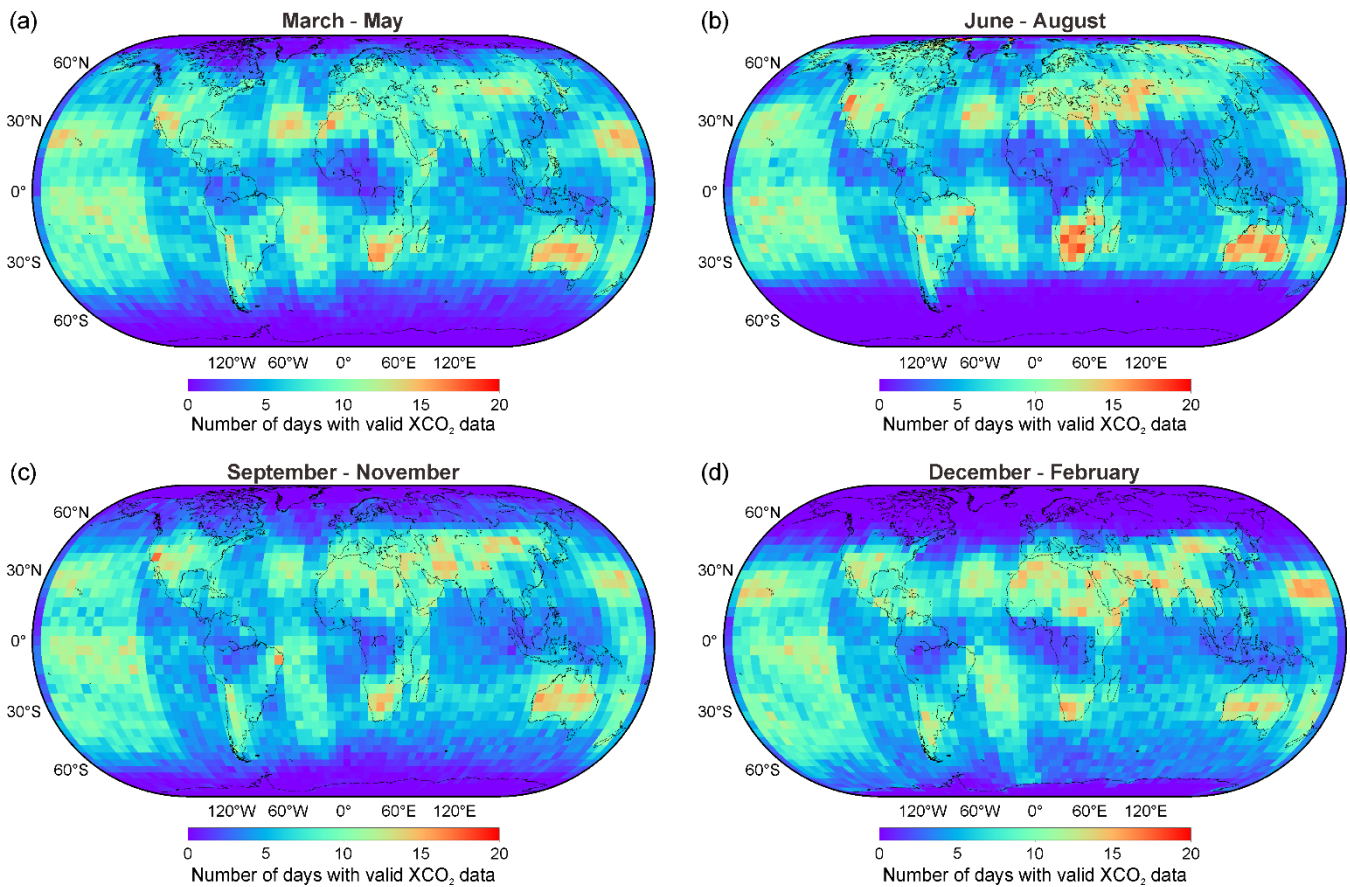 (a)
March - May
60°N
30°N
0°
30°S
60°S
120°W 60°W 0° 60°E 120°E
0 5 10 15 20
Number of days with valid XCO₂ data
(b)
June - August
60°N
30°N
0°
30°S
60°S
120°W 60°W 0° 60°E 120°E
0 5 10 15 20
Number of days with valid XCO₂ data
(c)
September - November
60°N
30°N
0°
30°S
60°S
120°W 60°W 0° 60°E 120°E
0 5 10 15 20
Number of days with valid XCO₂ data
(d)
December - February
60°N
30°N
0°
30°S
60°S
120°W 60°W 0° 60°E 120°E
0 5 10 15 20
Number of days with valid XCO₂ data